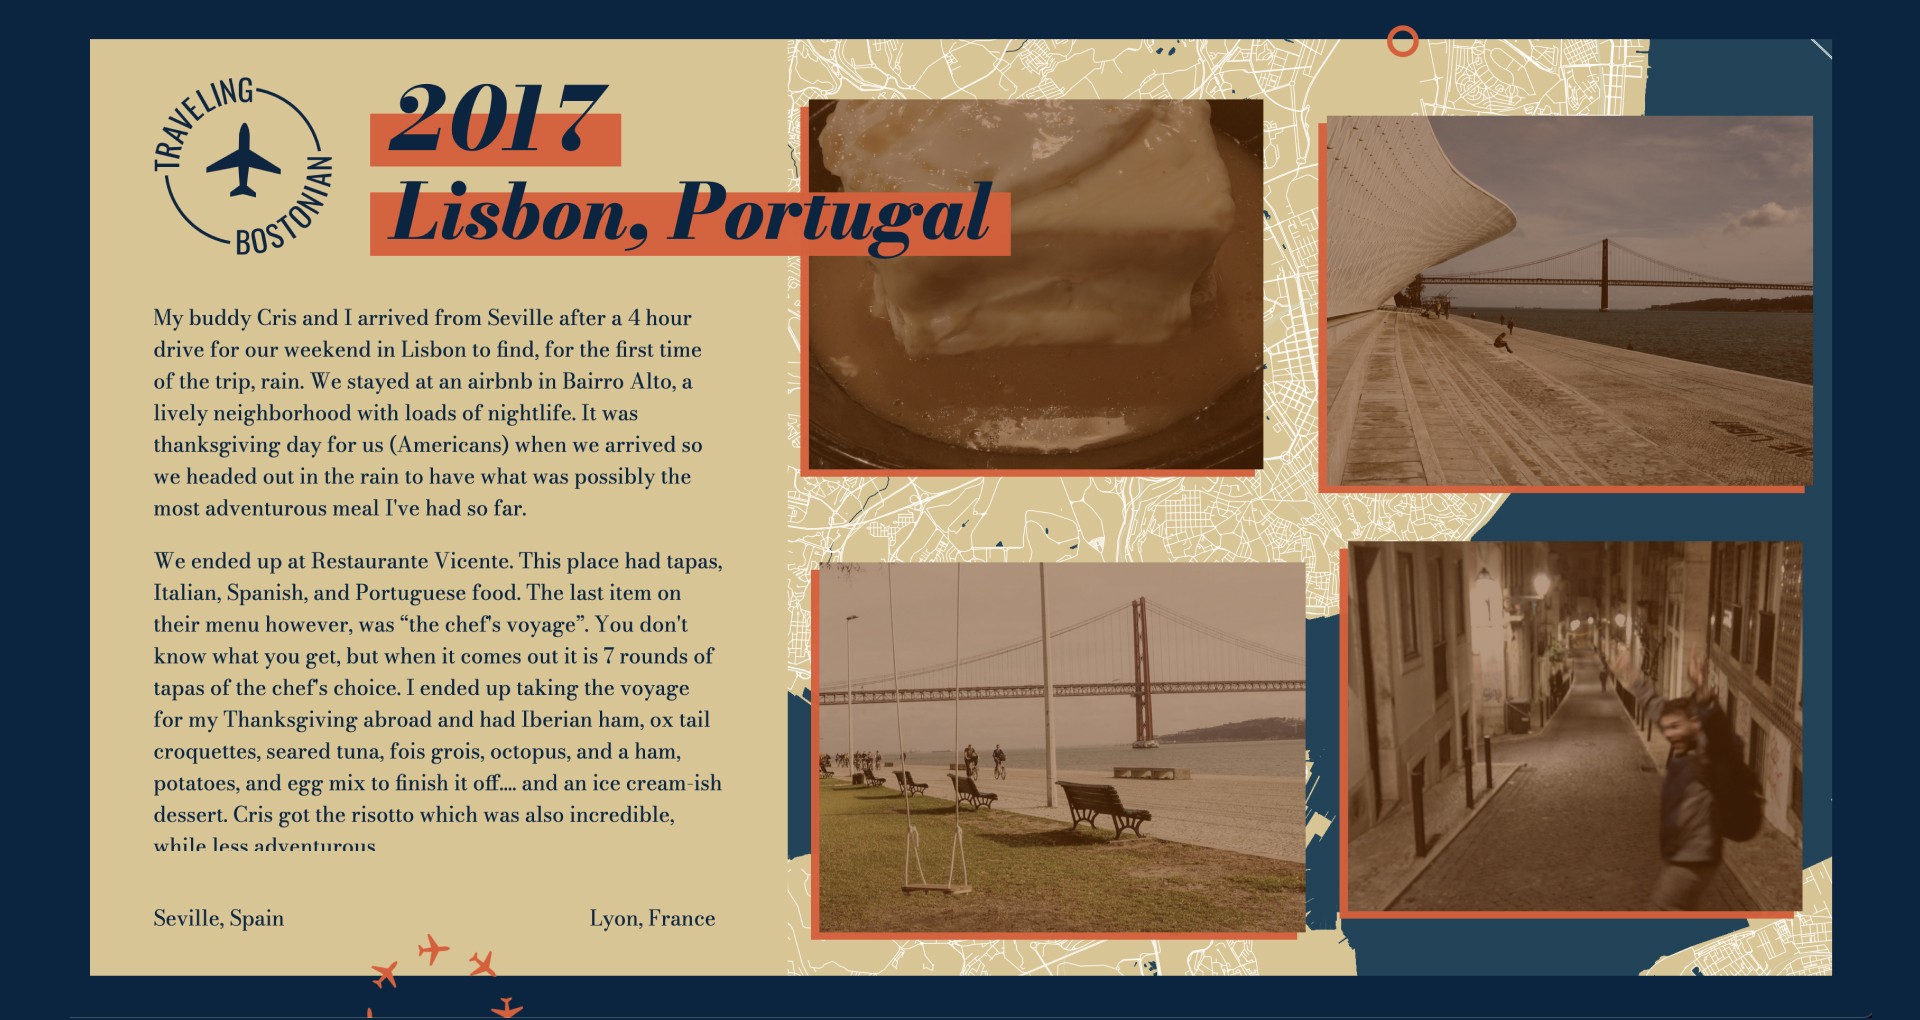 TRAVELING
BOSTONIAN
2017
Lisbon, Portugal
My buddy Cris and I arrived from Seville after a 4 hour
drive for our weekend in Lisbon to find, for the first time
of the trip, rain. We stayed at an airbnb in Bairro Alto, a
lively neighborhood with loads of nightlife. It was
thanksgiving day for us (Americans) when we arrived so
we headed out in the rain to have what was possibly the
most adventurous meal I've had so far.
We ended up at Restaurante Vicente. This place had tapas,
Italian, Spanish, and Portuguese food. The last item on
their menu however, was “the chef's voyage”. You don't
know what you get, but when it comes out it is 7 rounds of
tapas of the chef's choice. I ended up taking the voyage
for my Thanksgiving abroad and had Iberian ham, ox tail
croquettes, seared tuna, fois grois, octopus, and a ham,
potatoes, and egg mix to finish it off.... and an ice cream-ish
dessert. Cris got the risotto which was also incredible,
while less adventurous
Seville, Spain
Lyon, France